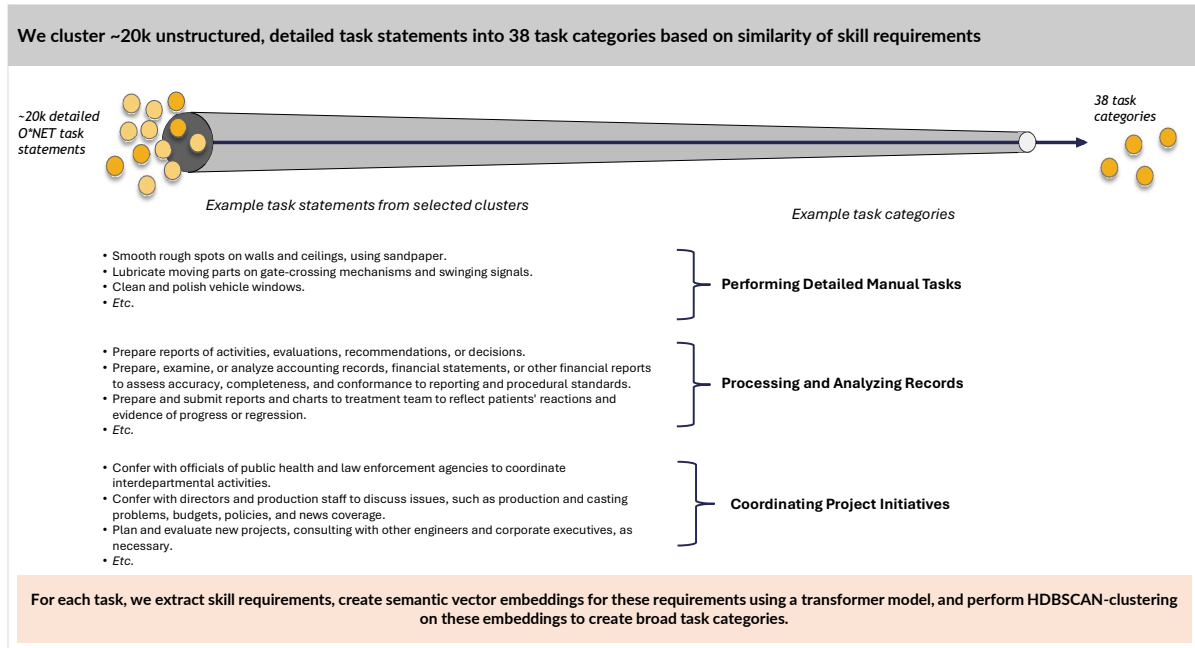 We cluster ~20k unstructured, detailed task statements into 38 task categories based on similarity of skill requirements
~20k detailed
O*NET task
statements
38 task
categories
Example task statements from selected clusters
Example task categories
• Smooth rough spots on walls and ceilings, using sandpaper.
• Lubricate moving parts on gate-crossing mechanisms and swinging signals.
• Clean and polish vehicle windows.
• Etc.
Performing Detailed Manual Tasks
• Prepare reports of activities, evaluations, recommendations, or decisions.
• Prepare, examine, or analyze accounting records, financial statements, or other financial reports
to assess accuracy, completeness, and conformance to reporting and procedural standards.
• Prepare and submit reports and charts to treatment team to reflect patients' reactions and
evidence of progress or regression.
• Etc.
Processing and Analyzing Records
• Confer with officials of public health and law enforcement agencies to coordinate
interdepartmental activities.
• Confer with directors and production staff to discuss issues, such as production and casting
problems, budgets, policies, and news coverage.
• Plan and evaluate new projects, consulting with other engineers and corporate executives, as
necessary.
• Etc.
Coordinating Project Initiatives
For each task, we extract skill requirements, create semantic vector embeddings for these requirements using a transformer model, and perform HDBSCAN-clustering
on these embeddings to create broad task categories.